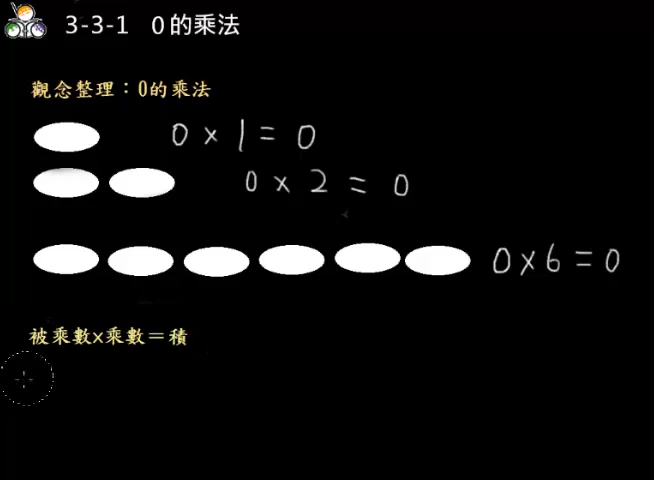 3-3-1 0的乘法
觀念整理：0的乘法
0 × 1 = 0
0 × 2 = 0
0 × 6 = 0
被乘數×乘數＝積